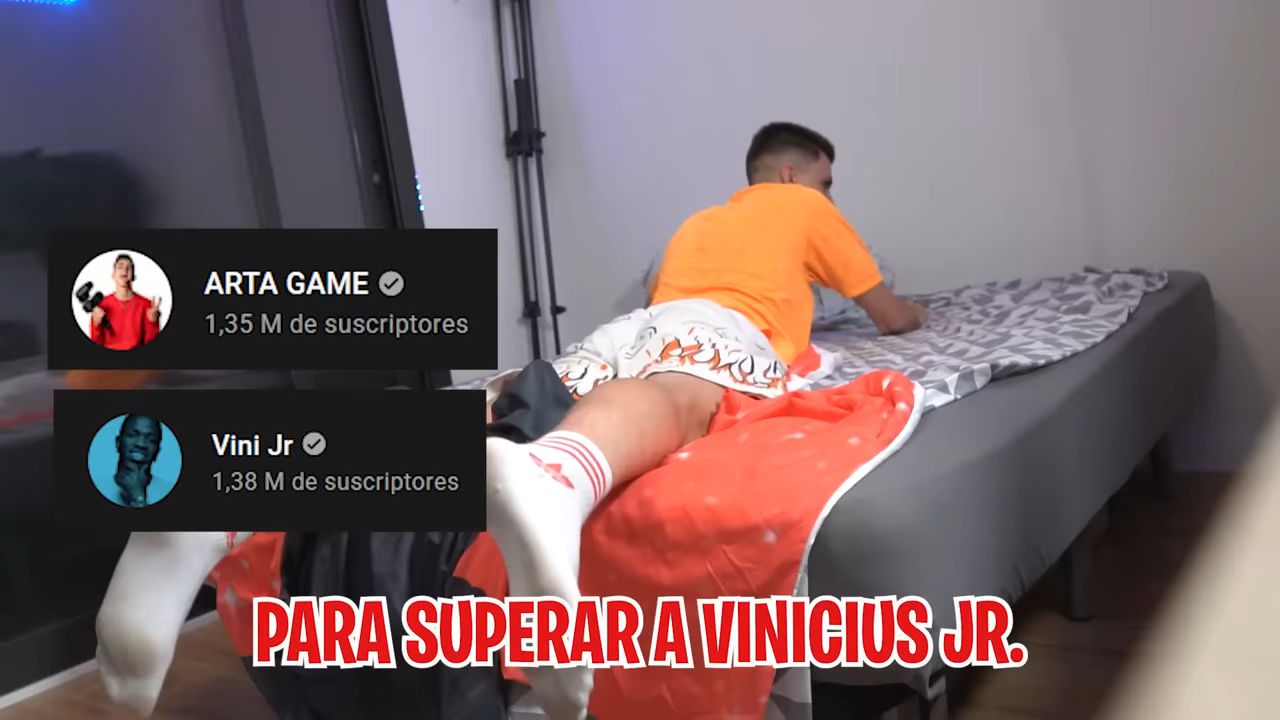 ARTA GAME
1,35 M de suscriptores
Vini Jr
1,38 M de suscriptores
PARA SUPERAR A VINICIUS JR.